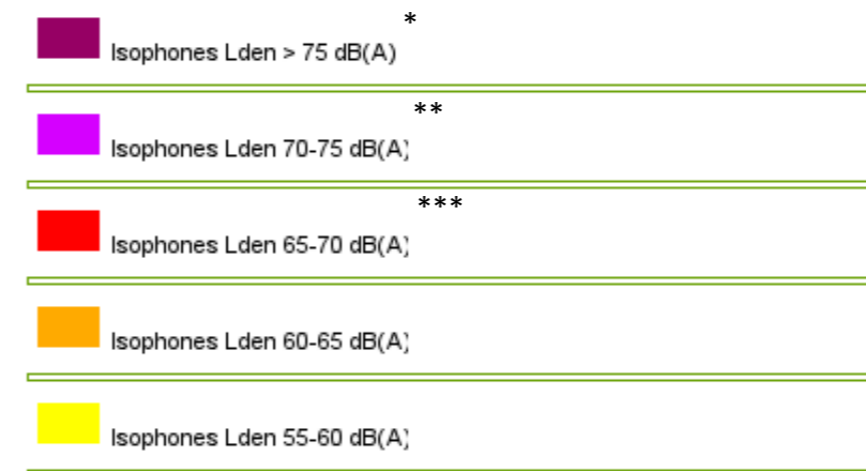 *
Isophones Lden > 75 dB(A)
**
Isophones Lden 70-75 dB(A)
***
Isophones Lden 65-70 dB(A)
Isophones Lden 60-65 dB(A)
Isophones Lden 55-60 dB(A)